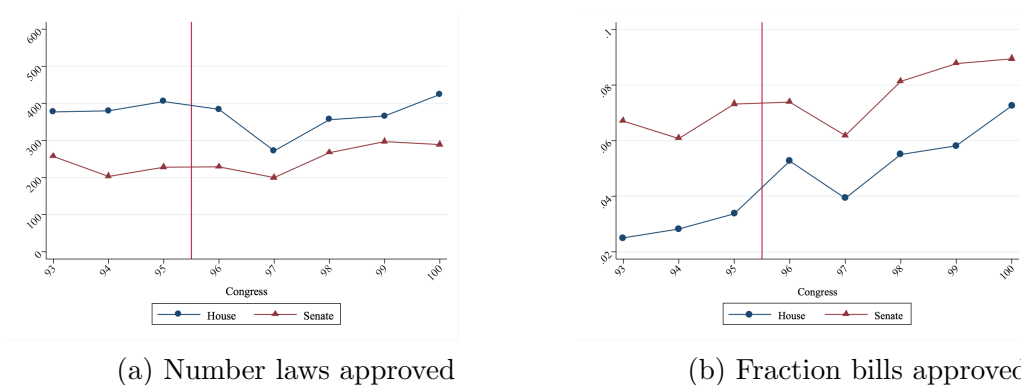 600
500
400
300
200
100
0
93 94 95 96 97 98 99 100
Congress
House Senate
(a) Number laws approved
.1
.08
.06
.04
.02
93 94 95 96 97 98 99 100
Congress
House Senate
(b) Fraction bills approved